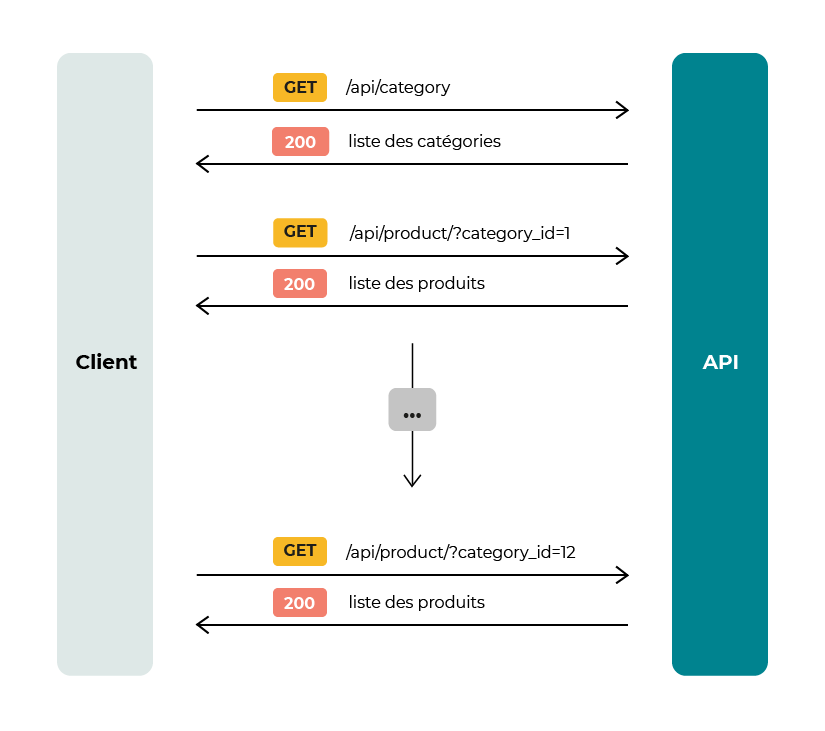 GET /api/category
200 liste des catégories
GET /api/product/?category_id=1
200 liste des produits
Client
API
...
GET /api/product/?category_id=12
200 liste des produits